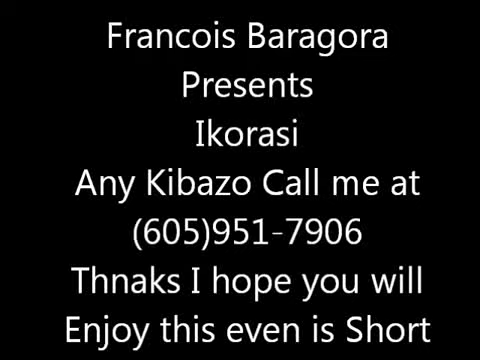 Francois Baragora
Presents
Ikorasi
Any Kibazo Call me at
(605)951-7906
Thnaks I hope you will
Enjoy this even is Short